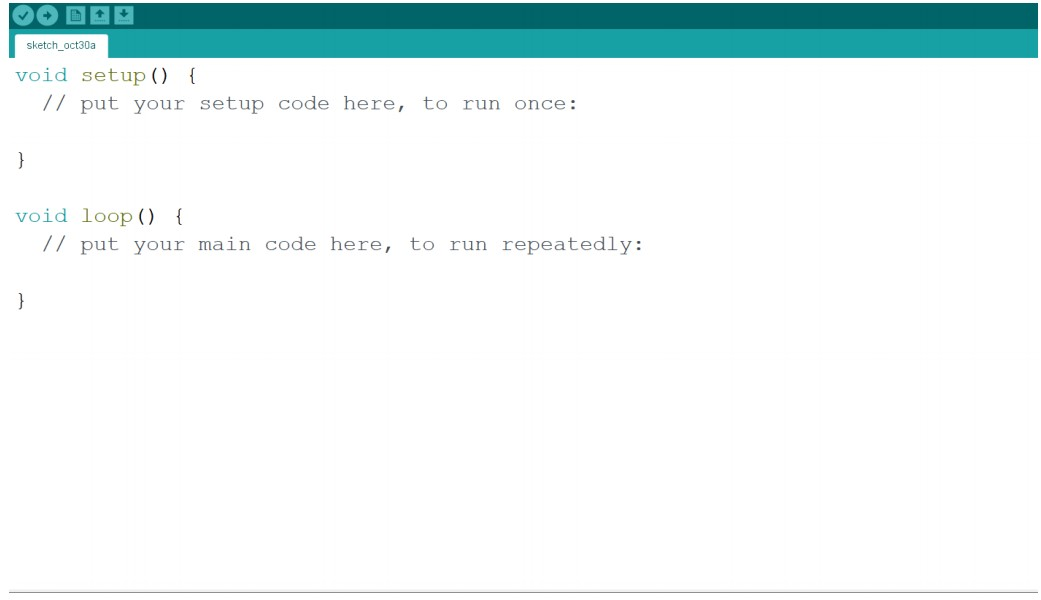 sketch_oct30a
void setup() {
  // put your setup code here, to run once:
}
void loop() {
  // put your main code here, to run repeatedly:
}